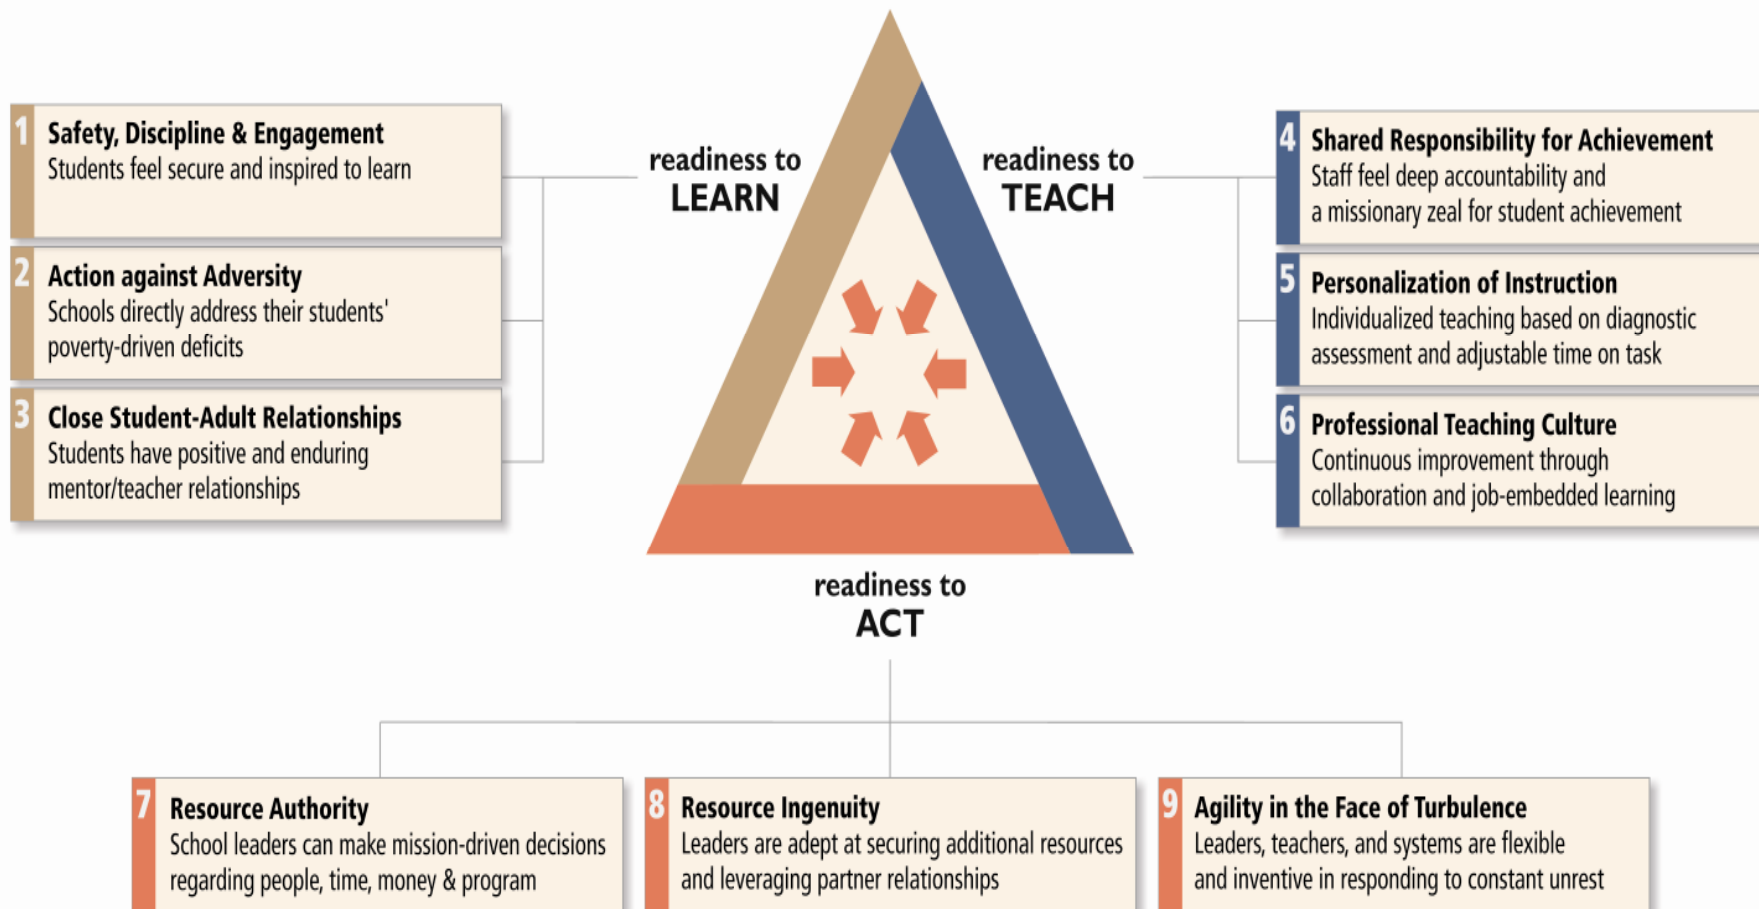 1
Safety, Discipline & Engagement
Students feel secure and inspired to learn
2
Action against Adversity
Schools directly address their students'
poverty-driven deficits
3
Close Student-Adult Relationships
Students have positive and enduring
mentor/teacher relationships
readiness to
LEARN
readiness to
TEACH
4
Shared Responsibility for Achievement
Staff feel deep accountability and
a missionary zeal for student achievement
5
Personalization of Instruction
Individualized teaching based on diagnostic
assessment and adjustable time on task
6
Professional Teaching Culture
Continuous improvement through
collaboration and job-embedded learning
readiness to
ACT
7
Resource Authority
School leaders can make mission-driven decisions
regarding people, time, money & program
8
Resource Ingenuity
Leaders are adept at securing additional resources
and leveraging partner relationships
9
Agility in the Face of Turbulence
Leaders, teachers, and systems are flexible
and inventive in responding to constant unrest